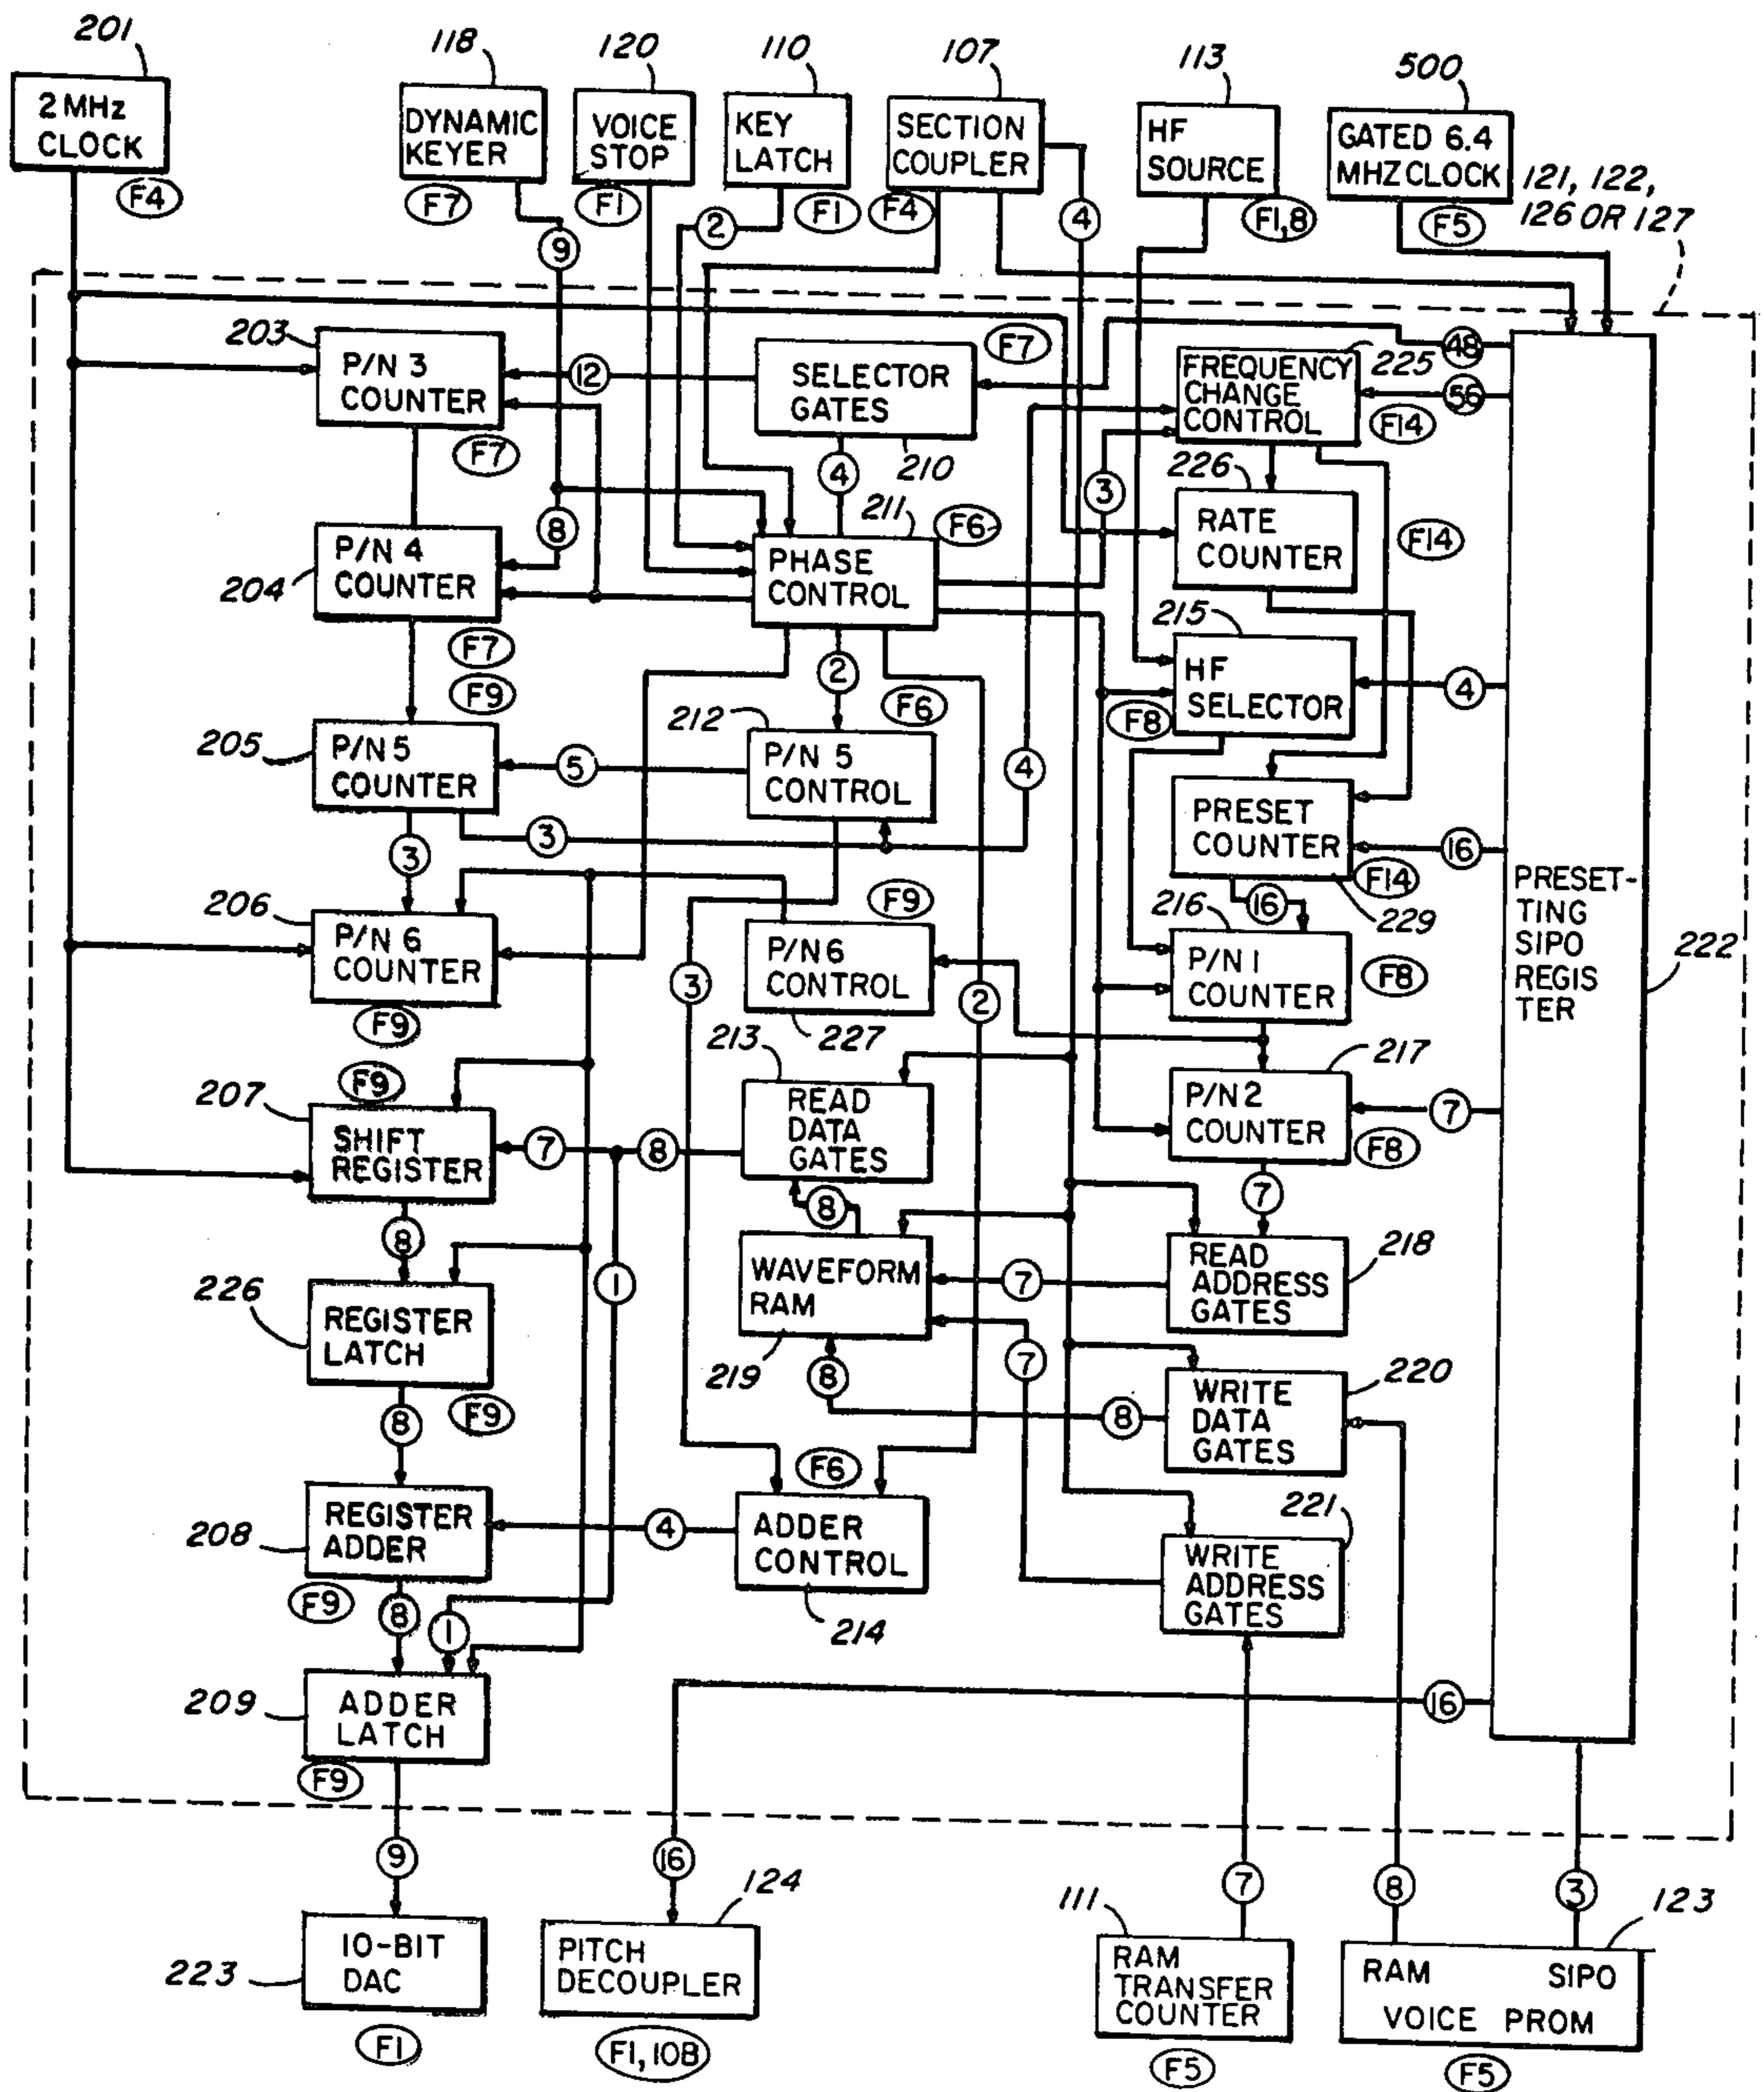 201
118
120
110
107
113
500
2 MHz
CLOCK
F4
DYNAMIC
KEYER
F7
VOICE
STOP
F1
KEY
LATCH
F1
SECTION
COUPLER
F4
HF
SOURCE
F1,8
GATED 6.4
MHZ CLOCK
F5
121, 122,
126 OR 127
9
2
4
203
P/N 3
COUNTER
F7
12
SELECTOR
GATES
210
F7
48
FREQUENCY
CHANGE
CONTROL
225
56
F14
4
3
226
RATE
COUNTER
F14
8
204
P/N 4
COUNTER
F7
F9
211
PHASE
CONTROL
F6
2
F6
215
HF
SELECTOR
F8
4
205
P/N 5
COUNTER
5
212
P/N 5
CONTROL
4
3
3
PRESET
COUNTER
F14
229
16
16
206
P/N 6
COUNTER
F9
3
F9
P/N 6
CONTROL
227
2
216
P/N 1
COUNTER
F8
PRESET-
TING
SIPO
REGIS
TER
222
F9
207
SHIFT
REGISTER
7
8
213
READ
DATA
GATES
217
P/N 2
COUNTER
F8
7
7
8
8
226
REGISTER
LATCH
F9
1
WAVEFORM
RAM
219
7
READ
ADDRESS
GATES
218
7
8
8
WRITE
DATA
GATES
220
8
208
REGISTER
ADDER
F9
4
F6
ADDER
CONTROL
214
221
WRITE
ADDRESS
GATES
8
1
209
ADDER
LATCH
F9
16
9
16
7
8
3
223
10-BIT
DAC
F1
124
PITCH
DECOUPLER
F1,10B
111
RAM
TRANSFER
COUNTER
F5
123
RAM SIPO
VOICE PROM
F5